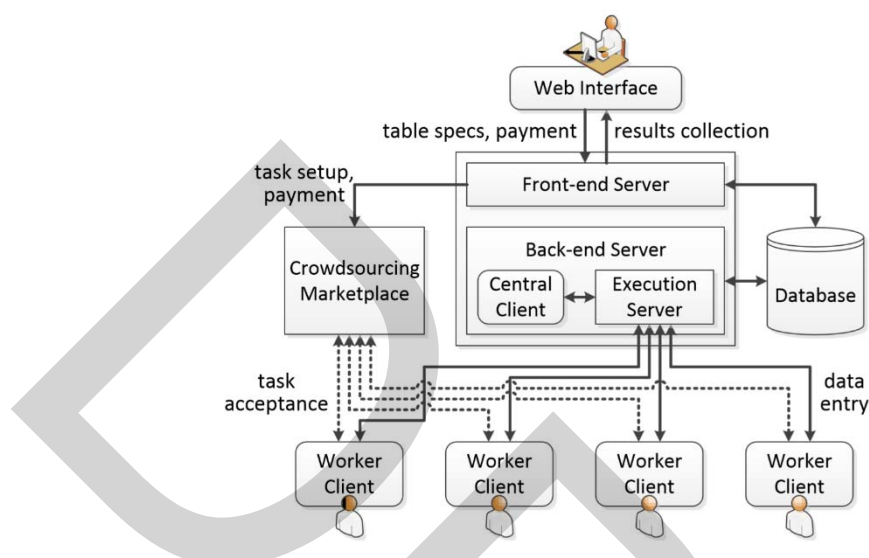 Web Interface
table specs, payment
results collection
task setup,
payment
Front-end Server
Back-end Server
Crowdsourcing
Marketplace
Central
Client
Execution
Server
Database
task
acceptance
data
entry
Worker
Client
Worker
Client
Worker
Client
Worker
Client